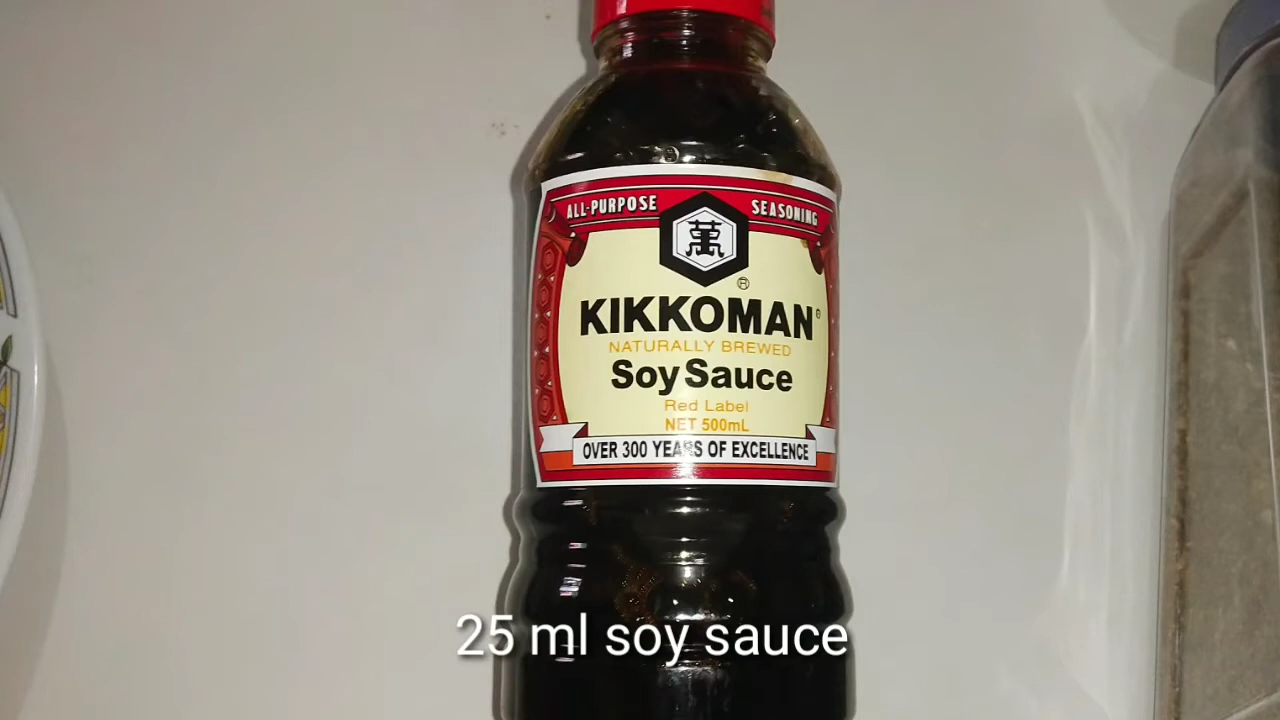 ALL-PURPOSE SEASONING
萬
®
KIKKOMAN®
NATURALLY BREWED
Soy Sauce
Red Label
NET 500mL
OVER 300 YEARS OF EXCELLENCE
25 ml soy sauce